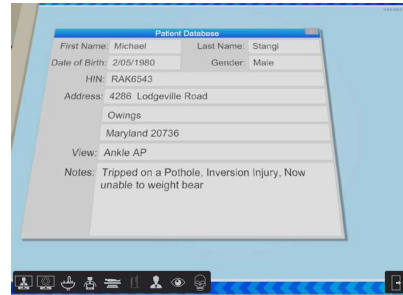 Patient Database
First Name: Michael Last Name: Stangi
Date of Birth: 2/05/1980 Gender: Male
HIN: RAK6543
Address: 4286 Lodgeville Road
Owings
Maryland 20736
View: Ankle AP
Notes: Tripped on a Pothole, Inversion Injury, Now
unable to weight bear